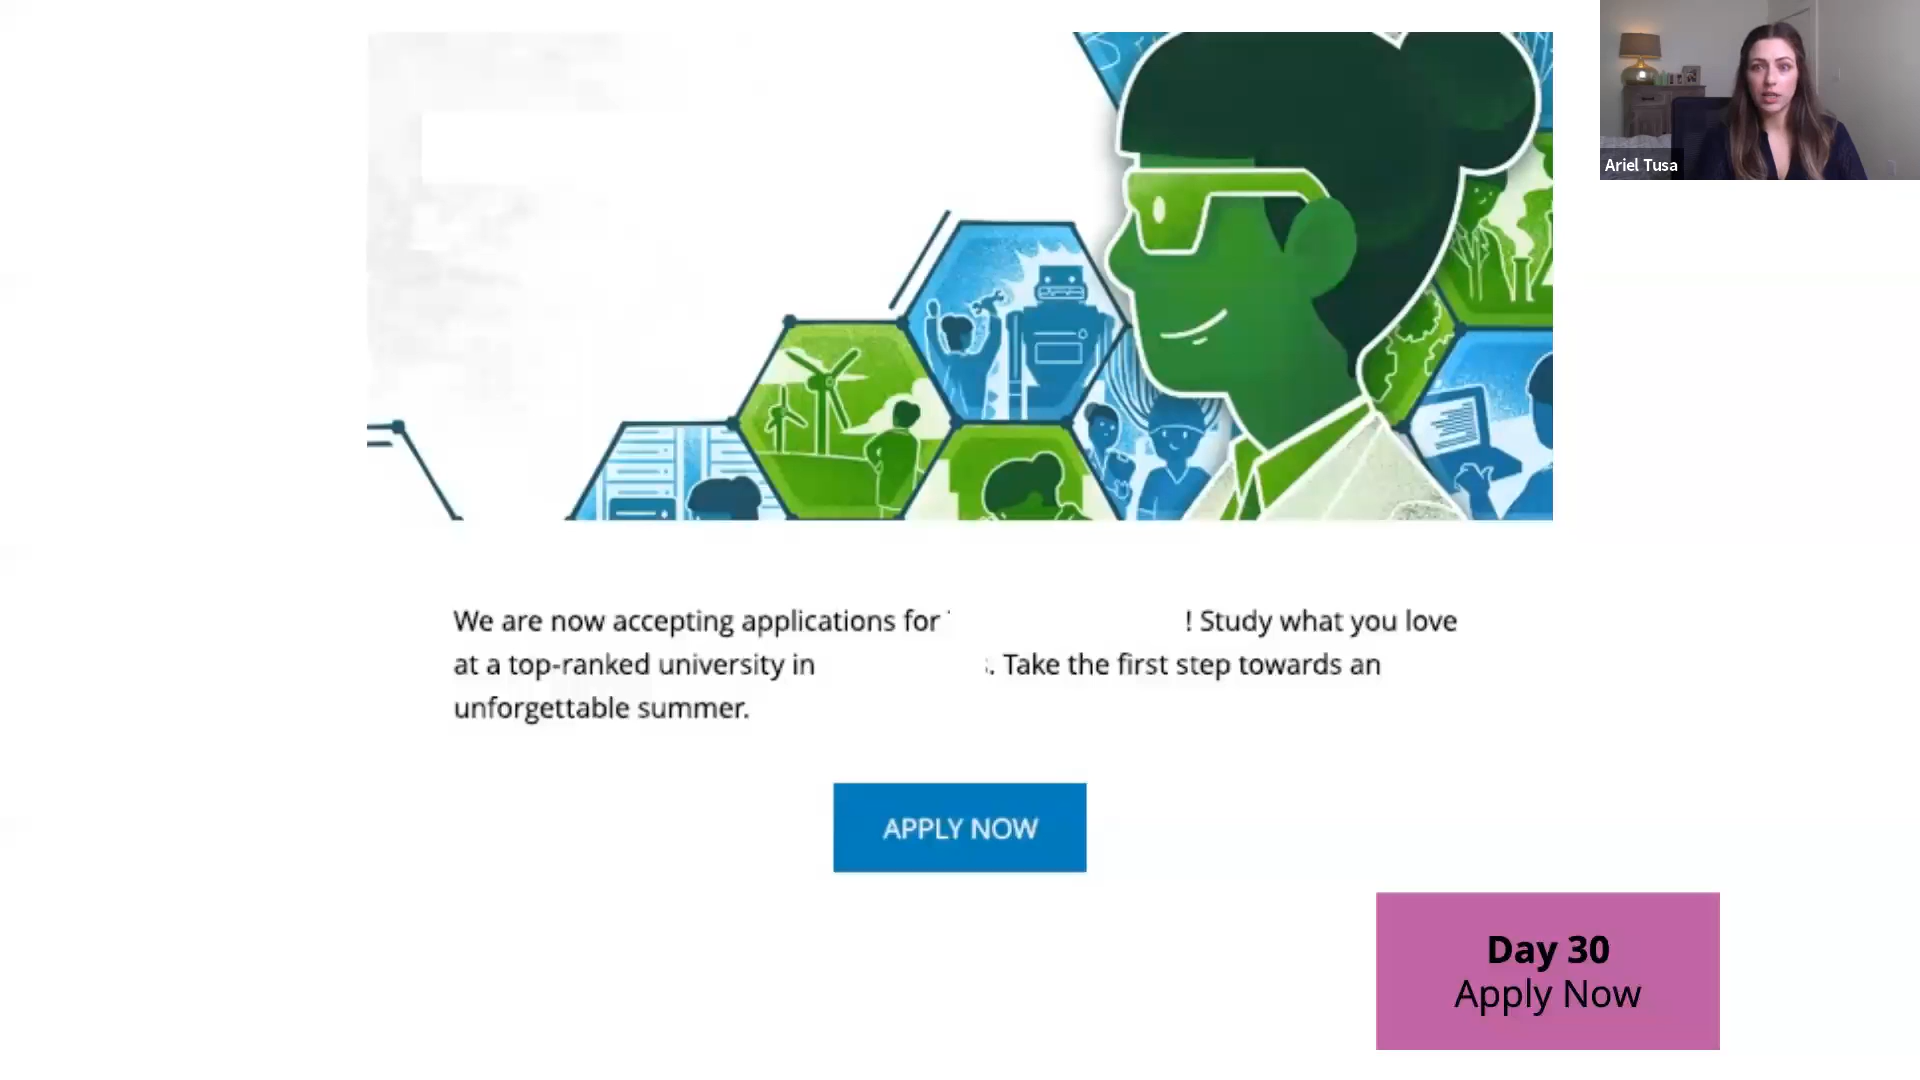 Ariel Tusa
We are now accepting applications for ! Study what you love
at a top-ranked university in . Take the first step towards an
unforgettable summer.
APPLY NOW
Day 30
Apply Now